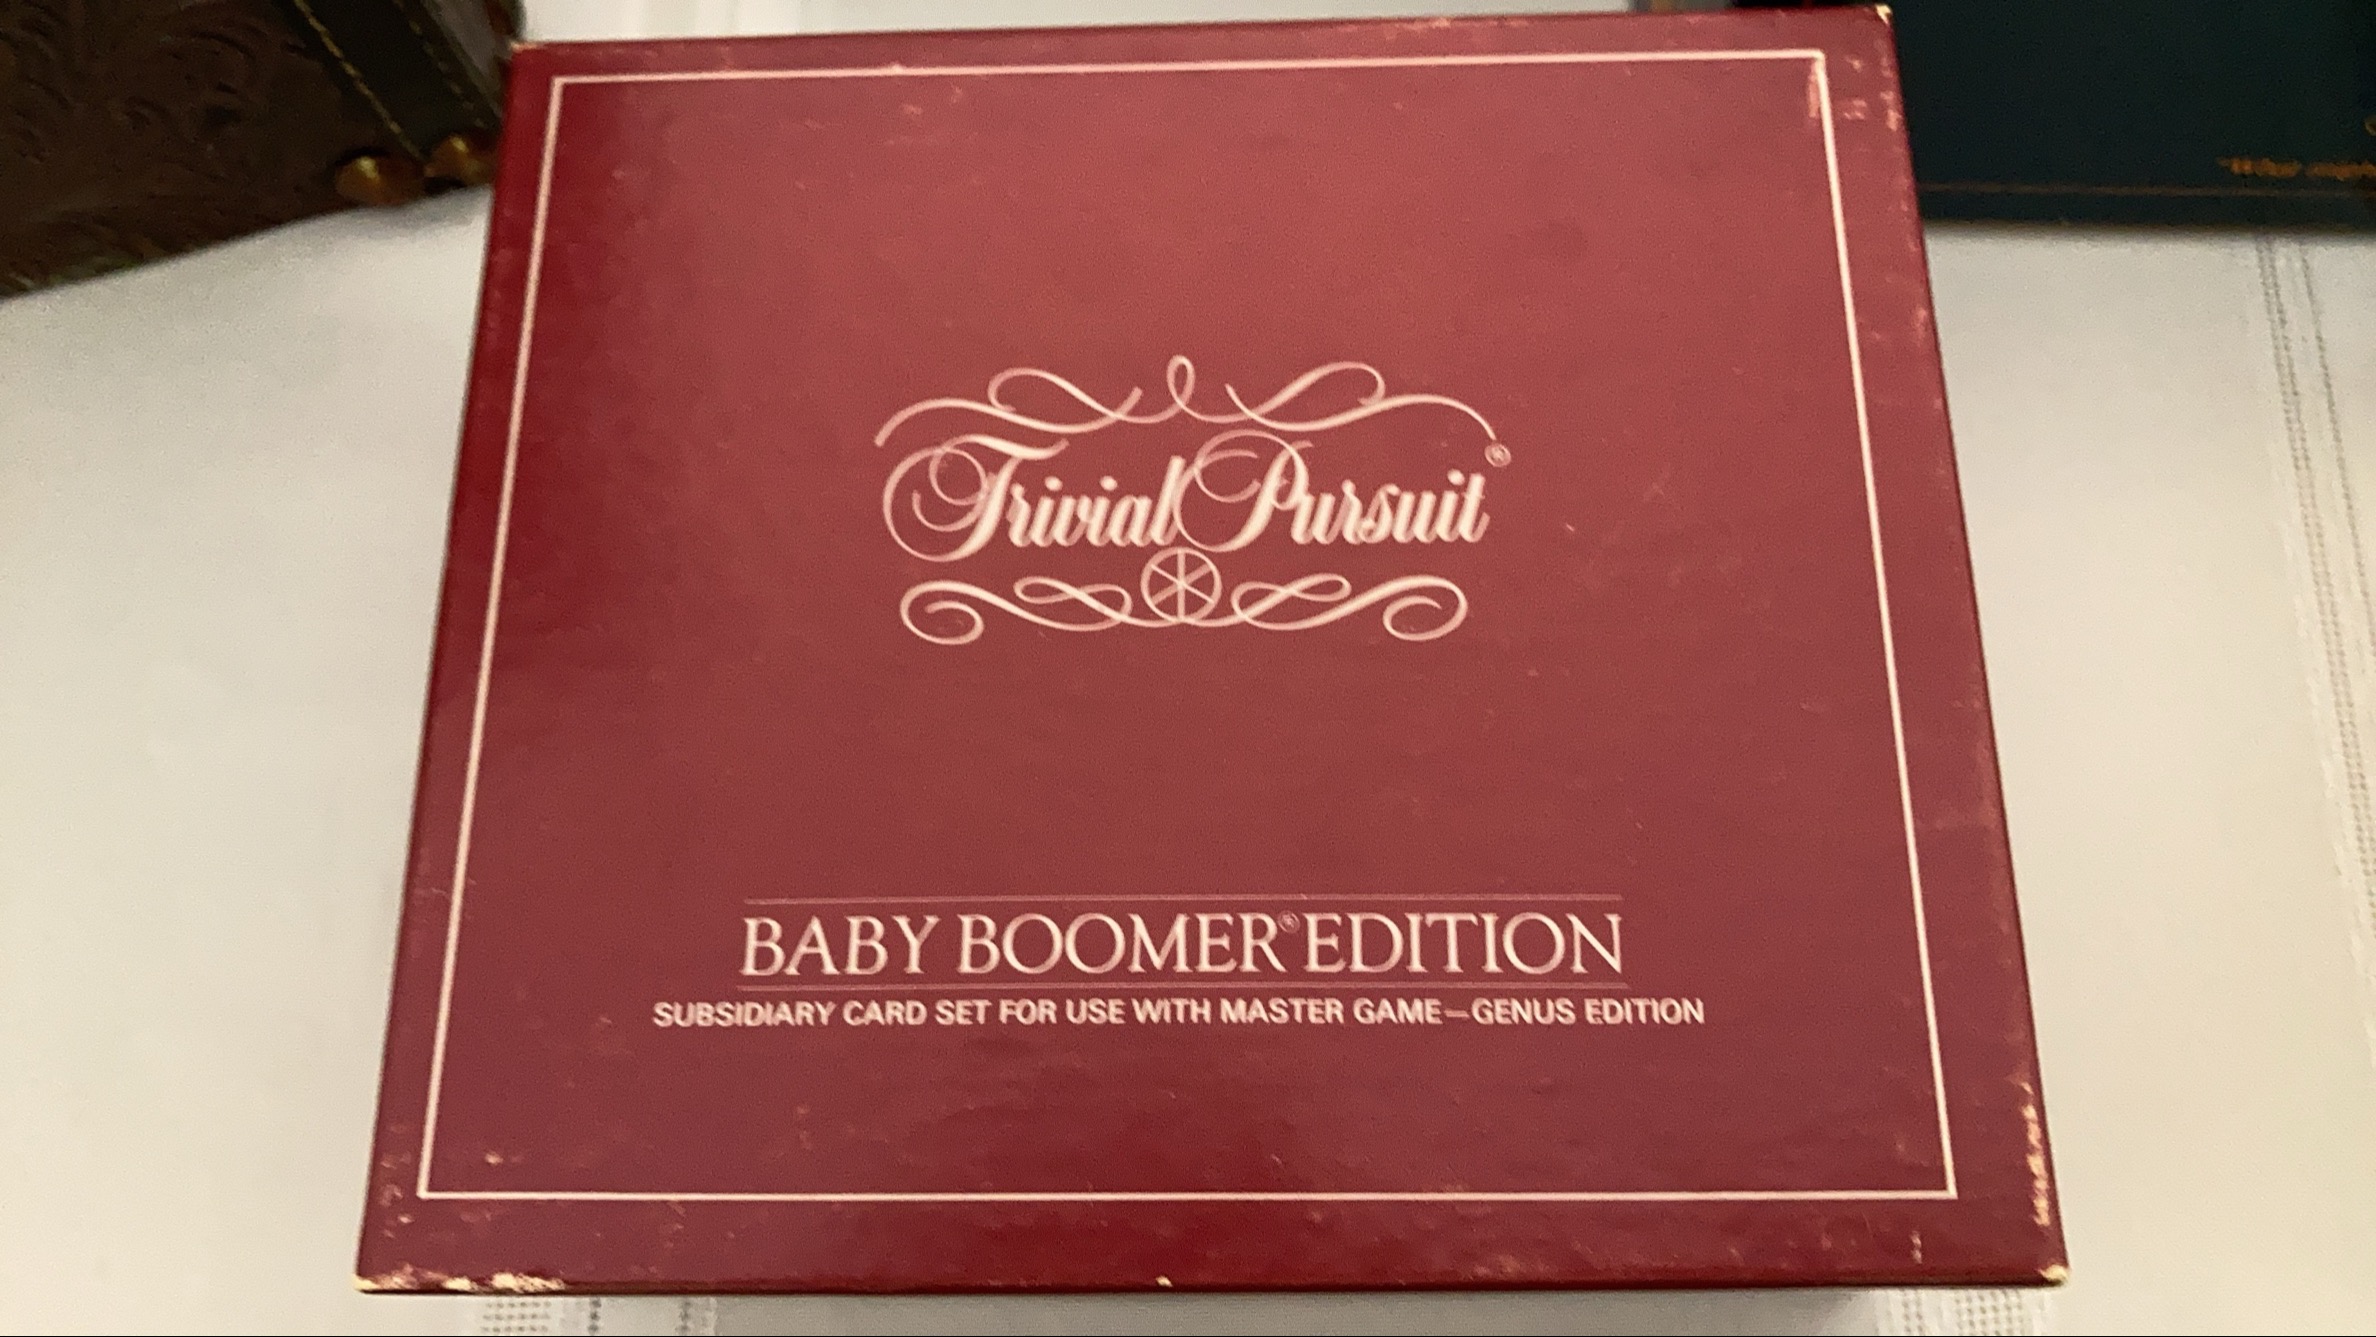 Trivial Pursuit®
BABY BOOMER® EDITION
SUBSIDIARY CARD SET FOR USE WITH MASTER GAME—GENUS EDITION